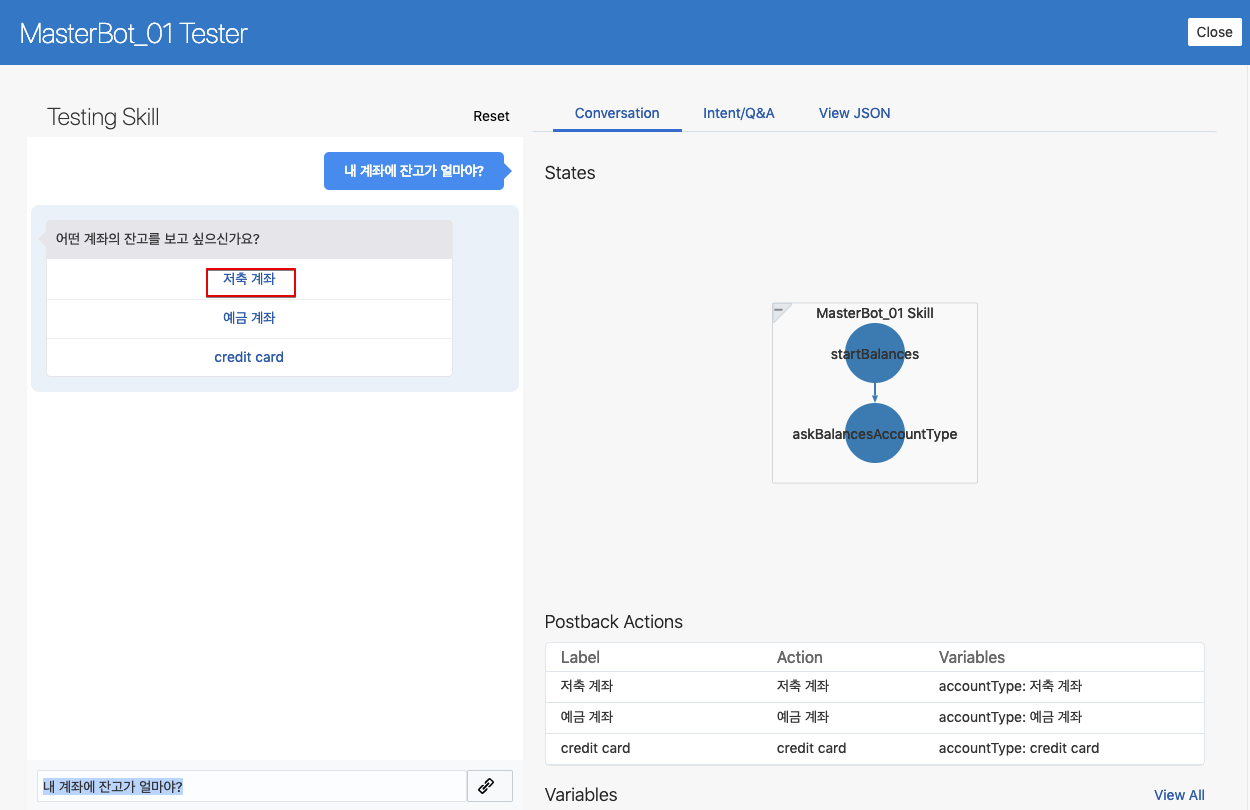 MasterBot_01 Tester
Close
Testing Skill
Reset
내 계좌에 잔고가 얼마야?
어떤 계좌의 잔고를 보고 싶으신가요?
저축 계좌
예금 계좌
credit card
내 계좌에 잔고가 얼마야?
Conversation Intent/Q&A View JSON
States
MasterBot_01 Skill
startBalances
askBalancesAccountType
Postback Actions
Label Action Variables
저축 계좌 저축 계좌 accountType: 저축 계좌
예금 계좌 예금 계좌 accountType: 예금 계좌
credit card credit card accountType: credit card
Variables View All